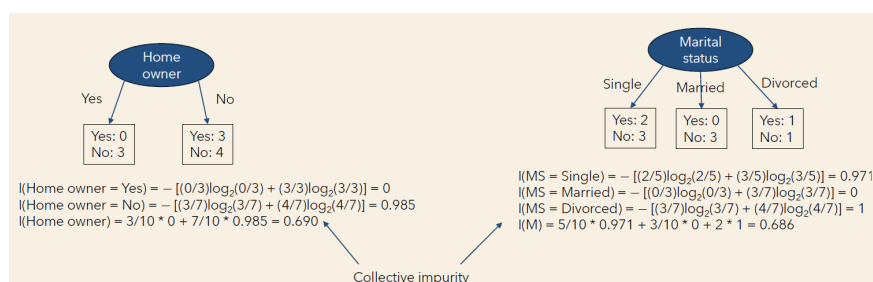 Home
owner
Yes
No
Yes: 0
No: 3
Yes: 3
No: 4
I(Home owner = Yes) = – [(0/3)log₂(0/3) + (3/3)log₂(3/3)] = 0
I(Home owner = No) = – [(3/7)log₂(3/7) + (4/7)log₂(4/7)] = 0.985
I(Home owner) = 3/10 * 0 + 7/10 * 0.985 = 0.690
Marital
status
Single
Married
Divorced
Yes: 2
No: 3
Yes: 0
No: 3
Yes: 1
No: 1
I(MS = Single) = – [(2/5)log₂(2/5) + (3/5)log₂(3/5)] = 0.971
I(MS = Married) = – [(0/3)log₂(0/3) + (3/7)log₂(3/7)] = 0
I(MS = Divorced) = – [(3/7)log₂(3/7) + (4/7)log₂(4/7)] = 1
I(M) = 5/10 * 0.971 + 3/10 * 0 + 2 * 1 = 0.686
Collective impurity